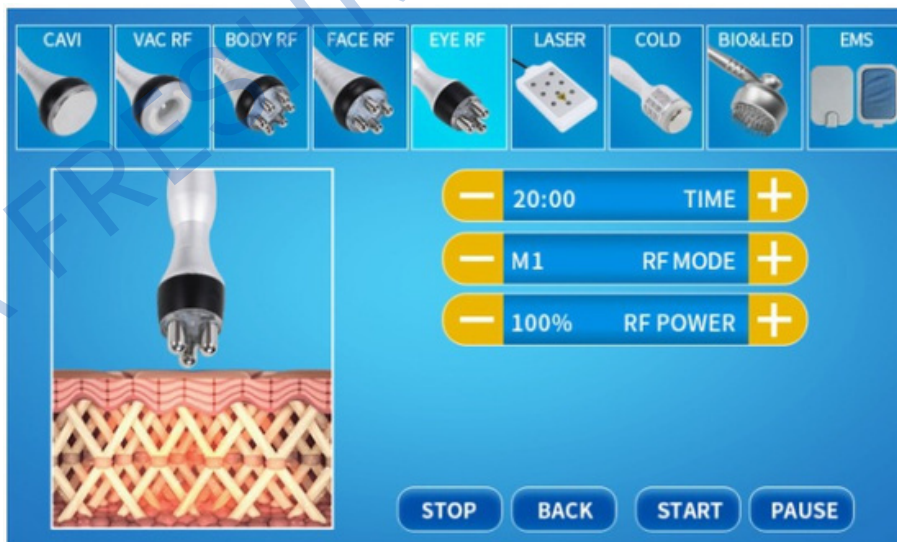 CAVI
VAC RF
BODY RF
FACE RF
EYE RF
LASER
COLD
BIO&LED
EMS
20:00 TIME
M1 RF MODE
100% RF POWER
STOP BACK START PAUSE
FRESHN